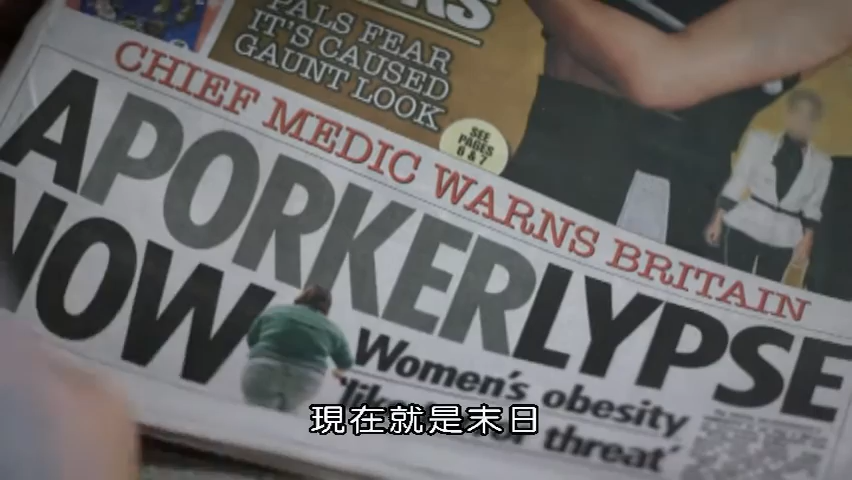 PALS FEAR
IT'S CAUSED
GAUNT LOOK
SEE
PAGES
6 & 7
CHIEF MEDIC WARNS BRITAIN
APORKERLYPSE
NOW
Women's obesity
threat'
現在就是末日